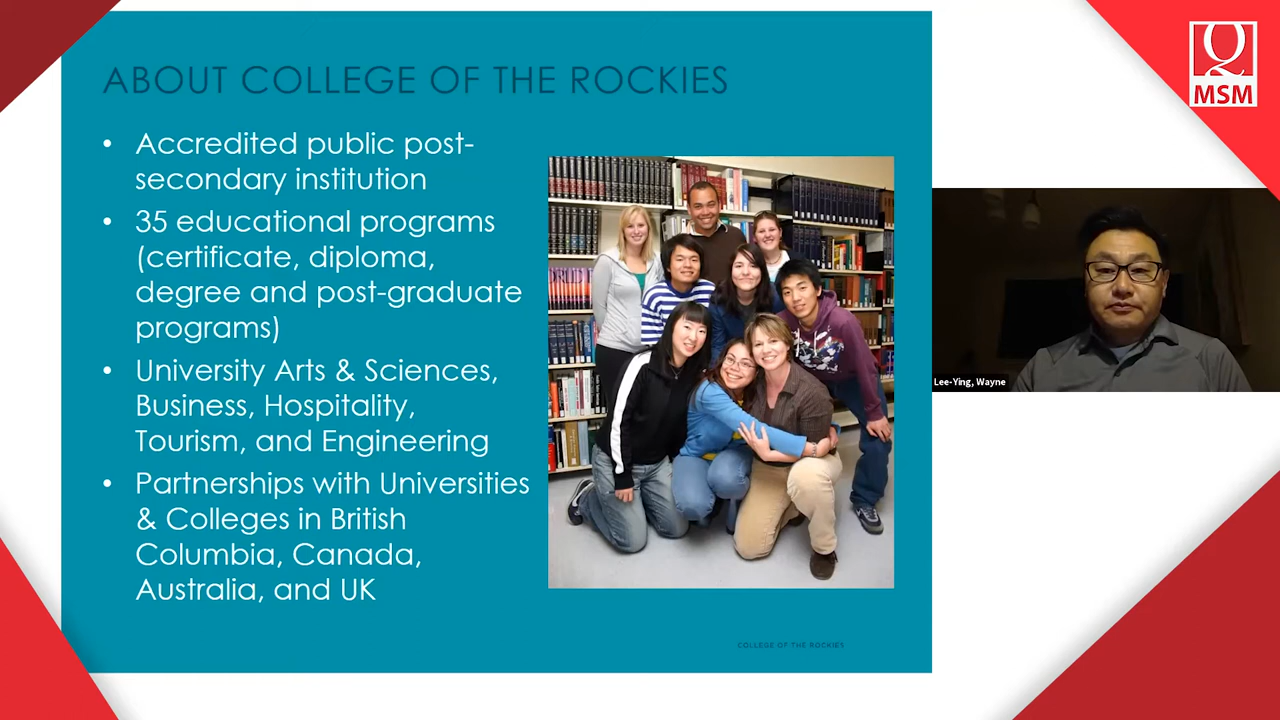 ABOUT COLLEGE OF THE ROCKIES
• Accredited public post-
secondary institution
• 35 educational programs
(certificate, diploma,
degree and post-graduate
programs)
• University Arts & Sciences,
Business, Hospitality,
Tourism, and Engineering
• Partnerships with Universities
& Colleges in British
Columbia, Canada,
Australia, and UK
COLLEGE OF THE ROCKIES
MSM
Lee-Ying, Wayne